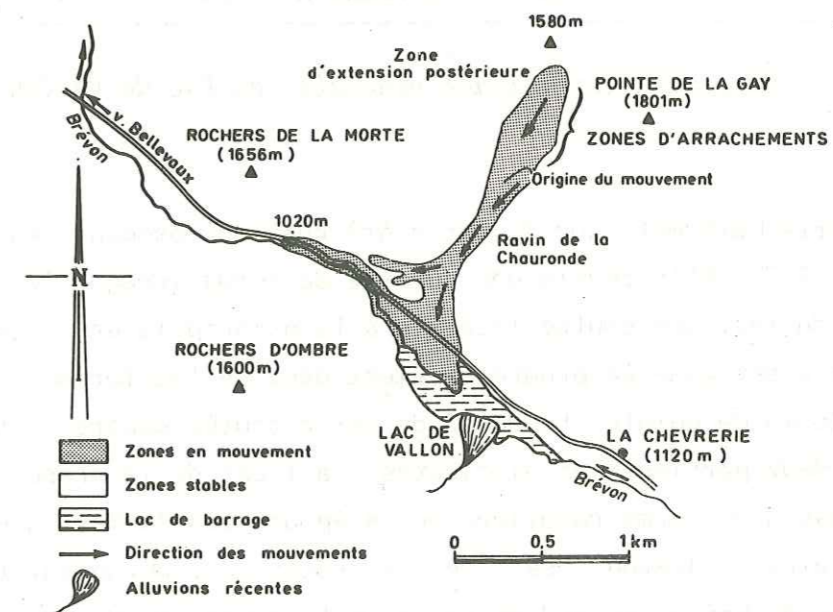 1580m
Zone
d'extension postérieure
POINTE DE LA GAY
(1801m)
ZONES D'ARRACHEMENTS
v. Bellevaux
Brévon
ROCHERS DE LA MORTE
(1656m)
Origine du mouvement
1020m
Ravin de la
Chauronde
N
ROCHERS D'OMBRE
(1600m)
LAC DE
VALLON
LA CHEVRERIE
(1120m)
Brévon
Zones en mouvement
Zones stables
Lac de barrage
Direction des mouvements
Alluvions récentes
0 0,5 1km